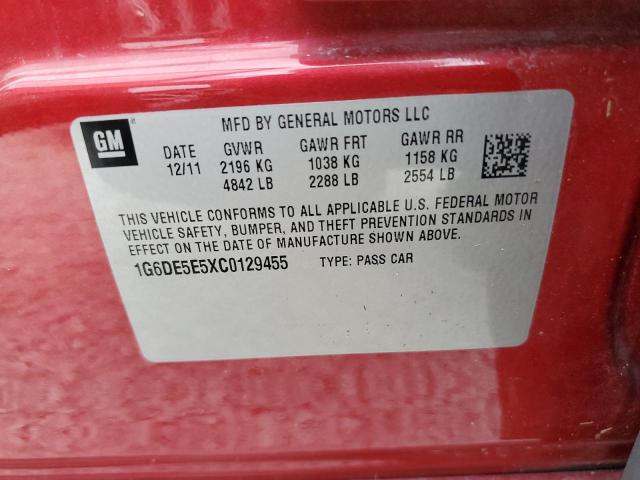 GM
MFD BY GENERAL MOTORS LLC
DATE GVWR GAWR FRT GAWR RR
12/11 2196 KG 1038 KG 1158 KG
4842 LB 2288 LB 2554 LB
THIS VEHICLE CONFORMS TO ALL APPLICABLE U.S. FEDERAL MOTOR
VEHICLE SAFETY, BUMPER, AND THEFT PREVENTION STANDARDS IN
EFFECT ON THE DATE OF MANUFACTURE SHOWN ABOVE.
1G6DE5E5XC0129455 TYPE: PASS CAR